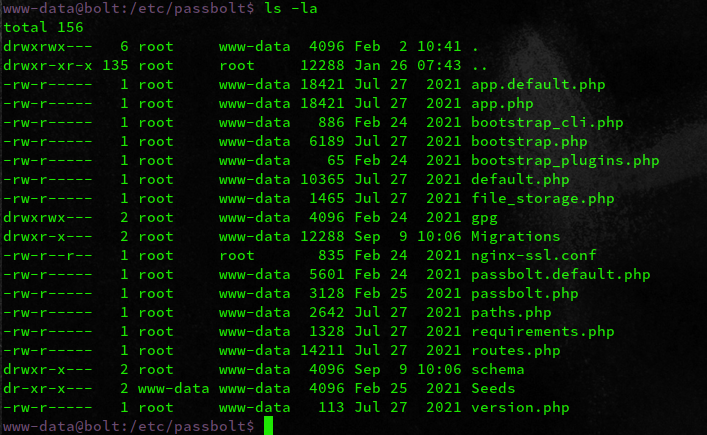 www-data@bolt:/etc/passbolt$ ls -la
total 156
drwxrwx---   6 root     www-data  4096 Feb  2 10:41 .
drwxr-xr-x 135 root     root     12288 Jan 26 07:43 ..
-rw-r-----   1 root     www-data 18421 Jul 27  2021 app.default.php
-rw-r-----   1 root     www-data 18421 Jul 27  2021 app.php
-rw-r-----   1 root     www-data   886 Feb 24  2021 bootstrap_cli.php
-rw-r-----   1 root     www-data  6189 Jul 27  2021 bootstrap.php
-rw-r-----   1 root     www-data    65 Feb 24  2021 bootstrap_plugins.php
-rw-r-----   1 root     www-data 10365 Jul 27  2021 default.php
-rw-r-----   1 root     www-data  1465 Jul 27  2021 file_storage.php
drwxrwx---   2 root     www-data  4096 Feb 24  2021 gpg
drwxr-x---   2 root     www-data 12288 Sep  9 10:06 Migrations
-rw-r--r--   1 root     root       835 Feb 24  2021 nginx-ssl.conf
-rw-r-----   1 root     www-data  5601 Feb 24  2021 passbolt.default.php
-rw-r-----   1 root     www-data  3128 Feb 25  2021 passbolt.php
-rw-r-----   1 root     www-data  2642 Jul 27  2021 paths.php
-rw-r-----   1 root     www-data  1328 Jul 27  2021 requirements.php
-rw-r-----   1 root     www-data 14211 Jul 27  2021 routes.php
drwxr-x---   2 root     www-data  4096 Sep  9 10:06 schema
dr-xr-x---   2 www-data www-data  4096 Feb 25  2021 Seeds
-rw-r-----   1 root     www-data   113 Jul 27  2021 version.php
www-data@bolt:/etc/passbolt$